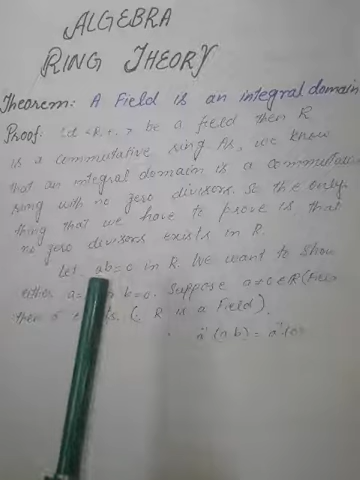 ALGEBRA
RING THEORY
Theorem: A Field is an integral domain
Proof: Let <R, +, .> be a field then R
is a commutative ring As, we know
that an integral domain is a commutative
ring with no zero divisors. So the only
thing that we have to prove is that
no zero divisors exists in R.
Let ab=0 in R. We want to show
either a= b=0. Suppose a≠0∈R (
then (∵ R is a Field).
(ab) =